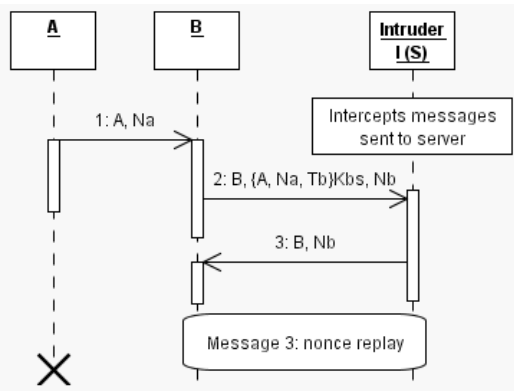 A
B
Intruder
I (S)
Intercepts messages
sent to server
1: A, Na
2: B, {A, Na, Tb}Kbs, Nb
3: B, Nb
Message 3: nonce replay